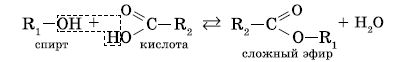 R₁—OH + HO—C(=O)—R₂ ⇄ R₂—C(=O)—O—R₁ + H₂O
спирт кислота сложный эфир